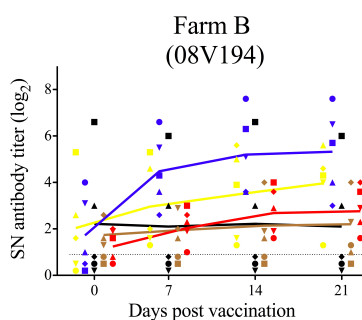 Farm B
(08V194)
SN antibody titer (log2)
8
6
4
2
0
0 7 14 21
Days post vaccination